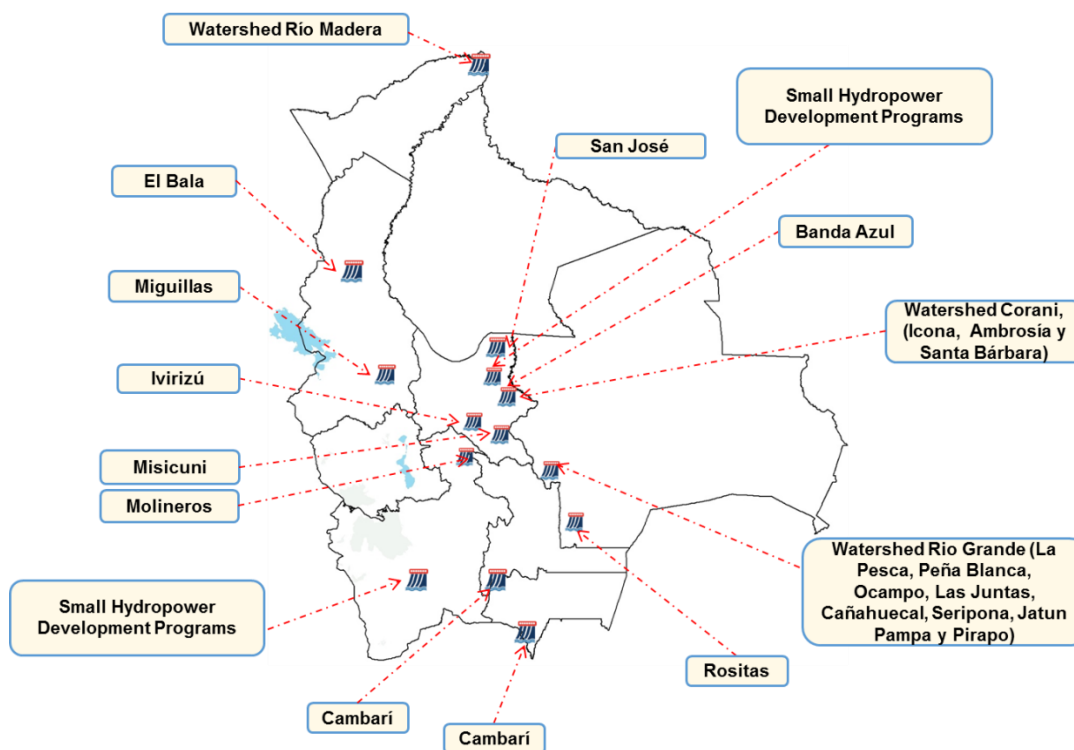 Watershed Río Madera
Small Hydropower
Development Programs
San José
El Bala
Banda Azul
Miguillas
Watershed Corani,
(Icona, Ambrosía y
Santa Bárbara)
Ivirizú
Misicuni
Molineros
Watershed Rio Grande (La
Pesca, Peña Blanca,
Ocampo, Las Juntas,
Cañahuecal, Seripona, Jatun
Pampa y Pirapo)
Small Hydropower
Development Programs
Rositas
Cambarí
Cambarí